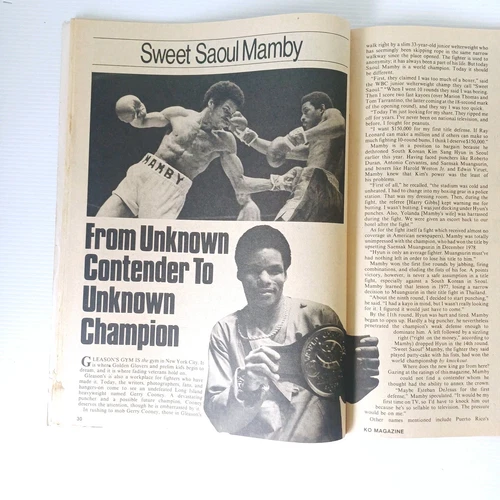 Sweet Saoul Mamby
MAMBY
From Unknown
Contender To
Unknown
Champion
GLEASON'S GYM IS the gym in New York City. It
is where Golden Gloves and prelim kids begin to
dream, and it is where fading veterans hold on.
Gleason's is also a workplace for fighters who have
made it. Today, the writers, photographers, fans and
hangers-on come to see an undefeated Long Island
heavyweight named Gerry Cooney. A devastating
puncher and a possible future champion, Cooney
deserves the attention, though he is embarrassed by it.
In rushing to mob Cooney, those in Gleason's
50
walk right by a slim 33-year-old junior welterweight who
has seemingly been skipping rope in the same narrow
walkway since the place opened. The fighter is used to
anonymity; it has always been a part of his life. But today
Saoul Mamby is a world champion. Today it should
be different.
"First, they claimed I was too much of a boxer," said
the WBC junior welterweight champ they call "Sweet
Saoul." "When I went 10 rounds they said I was boring.
Then I score two fast kayoes (over Marion Thomas and
Tom Tarrantino, the latter coming at the 18-second mark
of the opening round), and they say I was too quick.
"Today I'm just looking for my share. They ripped me
off for years. I've never been on national television, and
before, I fought for peanuts.
"I want $150,000 for my first title defense. If Ray
Leonard can make a million and if others can make so
much fighting 10-round bouts, I think I deserve $150,000."
Mamby is in a position to bargain because he
dethroned South Korean Kim Sang Hyun in Seoul
earlier this year. Having faced punchers like Roberto
Duran, Antonio Cervantes, and Saensak Muangsurin,
and boxers like Harold Weston Jr. and Edwin Viruet,
Mamby knew that Kim's power was the least of
his problems.
"First of all," he recalled, "the stadium was cold and
unheated. I had to change into my boxing gear in a police
station. That was my dressing room. Then, during the
fight, the referee [Harry Gibbs] kept warning me for
butting. I wasn't butting. I was just ducking under Hyun's
punches. Also, Yolanda [Mamby's wife] was harassed
during the fight. We were given an escort back to our
hotel after the fight."
As for the fight itself (a fight which received almost no
coverage in American newspapers), Mamby was totally
unimpressed with the champion, who had won the title by
upsetting Saensak Muangsurin in December 1978.
"Hyun is only an average fighter. Muangsurin must've
had nothing left in order to lose his title to him."
Mamby won the first five rounds by jabbing, firing
combinations, and eluding the fists of his foe. A points
victory, however, is never a safe assumption in a title
fight, especially against a South Korean in Seoul.
Mamby learned that lesson in 1977, losing a narrow
decision to Muangsurin in their title fight in Thailand.
"About the ninth round, I decided to start punching,"
he said. "I had a kayo in mind, but I wasn't really looking
for it; I figured it would just have to come."
By the 11th round, Hyun was hurt and tired. Mamby
began to open up. Hardly a big puncher, he nevertheless
penetrated the champion's weak defense enough to
dominate him. A left followed by a sizzling
right ("right on the money," according to
Mamby) dropped Hyun in the 14th round.
"Sweet Saoul" Mamby, the fighter they said
played patty-cake with his fists, had won the
world championship by knockout.
Where does the new king go from here?
Gazing at the ratings of this magazine, Mamby
could not find a contender whom he
thought had the ability to annex the crown.
"Maybe Esteban DeJesus for the first
defense," Mamby speculated. "It would be my
first time on TV, so I'd have to knock him out
because he's so sellable to television. The pressure
would be on me."
Other names mentioned include Puerto Rico's
KO MAGAZINE